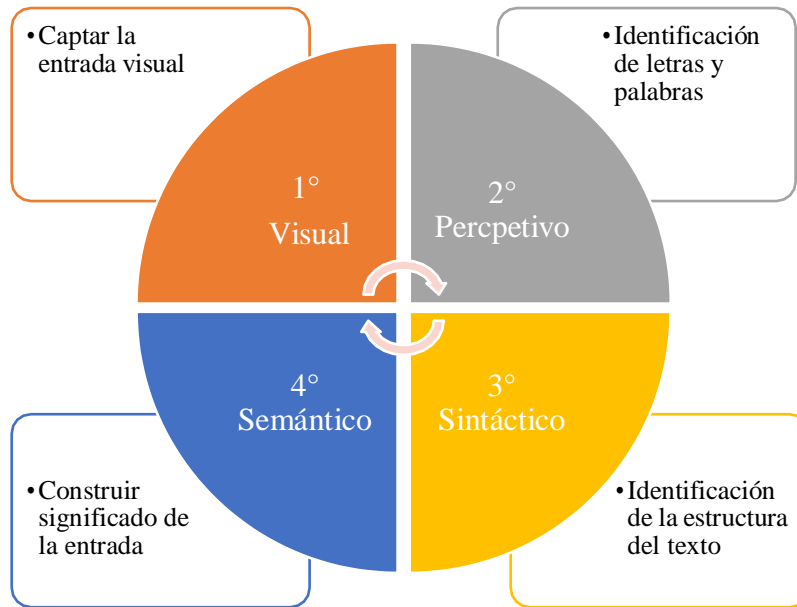 •Captar la
entrada visual
•Identificación
de letras y
palabras
1°
Visual
2°
Percpetivo
4°
Semántico
3°
Sintáctico
•Construir
significado de
la entrada
•Identificación
de la estructura
del texto